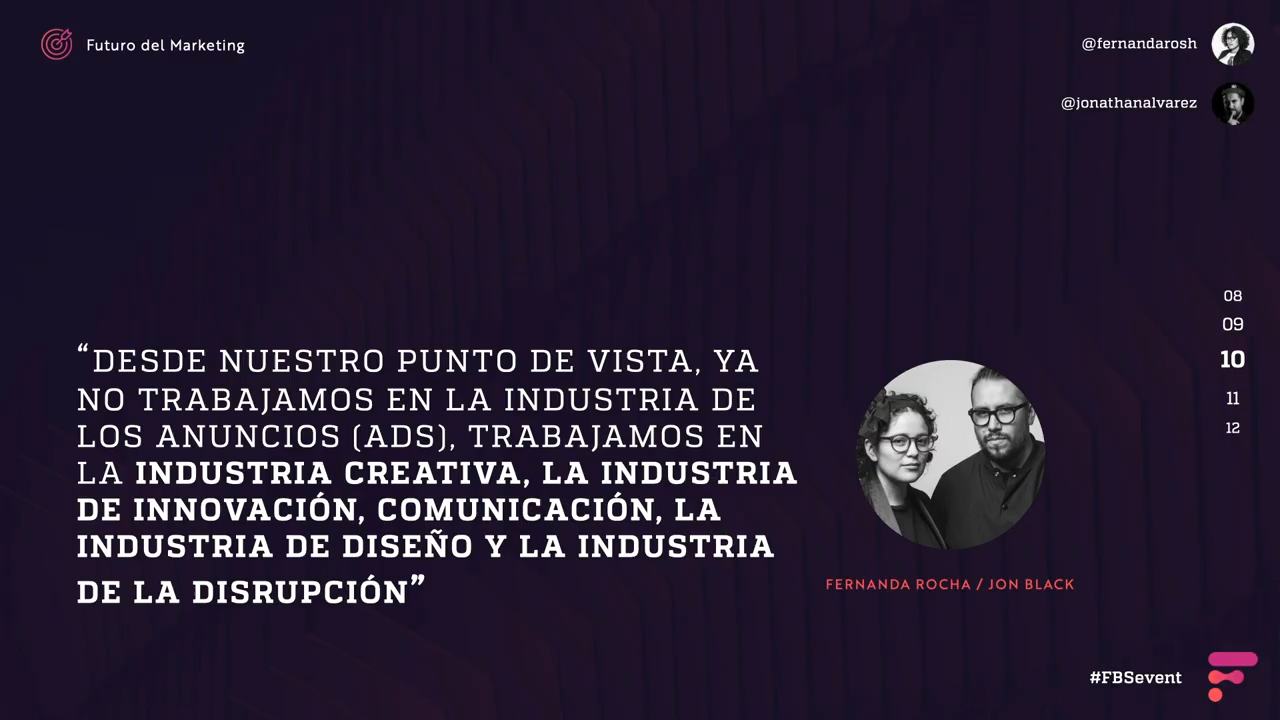 Futuro del Marketing
@fernandarosh
@jonathanalvarez
08
09
10
11
12
“DESDE NUESTRO PUNTO DE VISTA, YA
NO TRABAJAMOS EN LA INDUSTRIA DE
LOS ANUNCIOS (ADS), TRABAJAMOS EN
LA INDUSTRIA CREATIVA, LA INDUSTRIA
DE INNOVACIÓN, COMUNICACIÓN, LA
INDUSTRIA DE DISEÑO Y LA INDUSTRIA
DE LA DISRUPCIÓN”
FERNANDA ROCHA / JON BLACK
#FBSevent